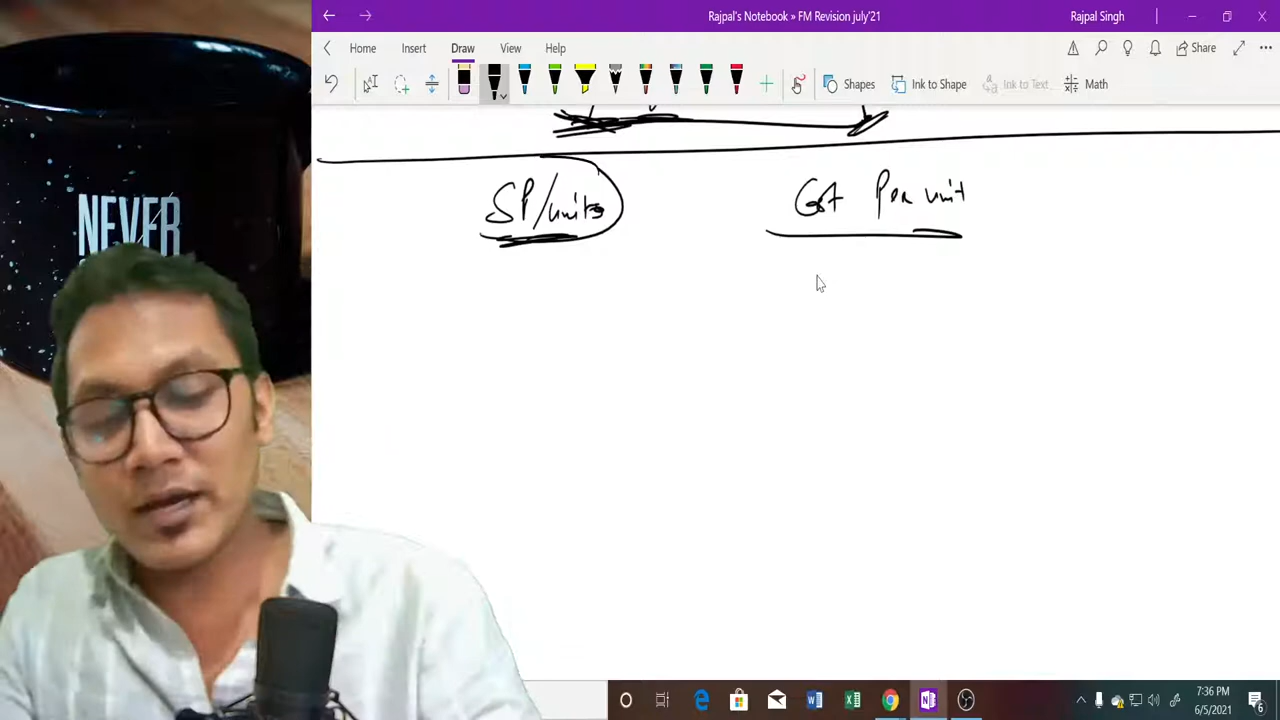 Rajpal's Notebook » FM Revision july'21
Rajpal Singh
Home Insert Draw View Help
Share
Shapes Ink to Shape Ink to Text Math
SP/units
Cost Per unit
NEVER
7:36 PM
6/5/2021
6